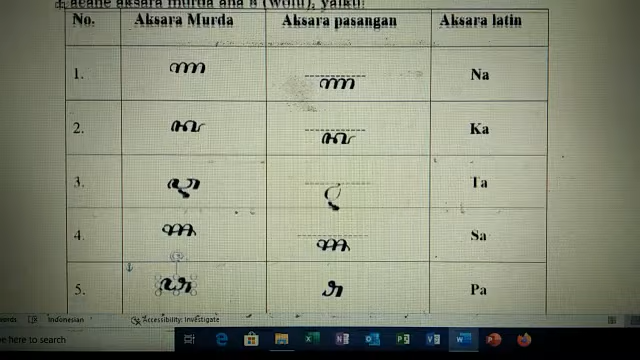 acane aksara murda ana 8 (wolu), yaiku:
No. Aksara Murda Aksara pasangan Aksara latin
1. ꦟ ꧀ꦟ Na
2. ꦑ ꧀ꦑ Ka
3. ꦡ ꧀ꦡ Ta
4. ꦯ ꧀ꦯ Sa
5. ꦦ Pa
Indonesian Accessibility: Investigate
e here to search